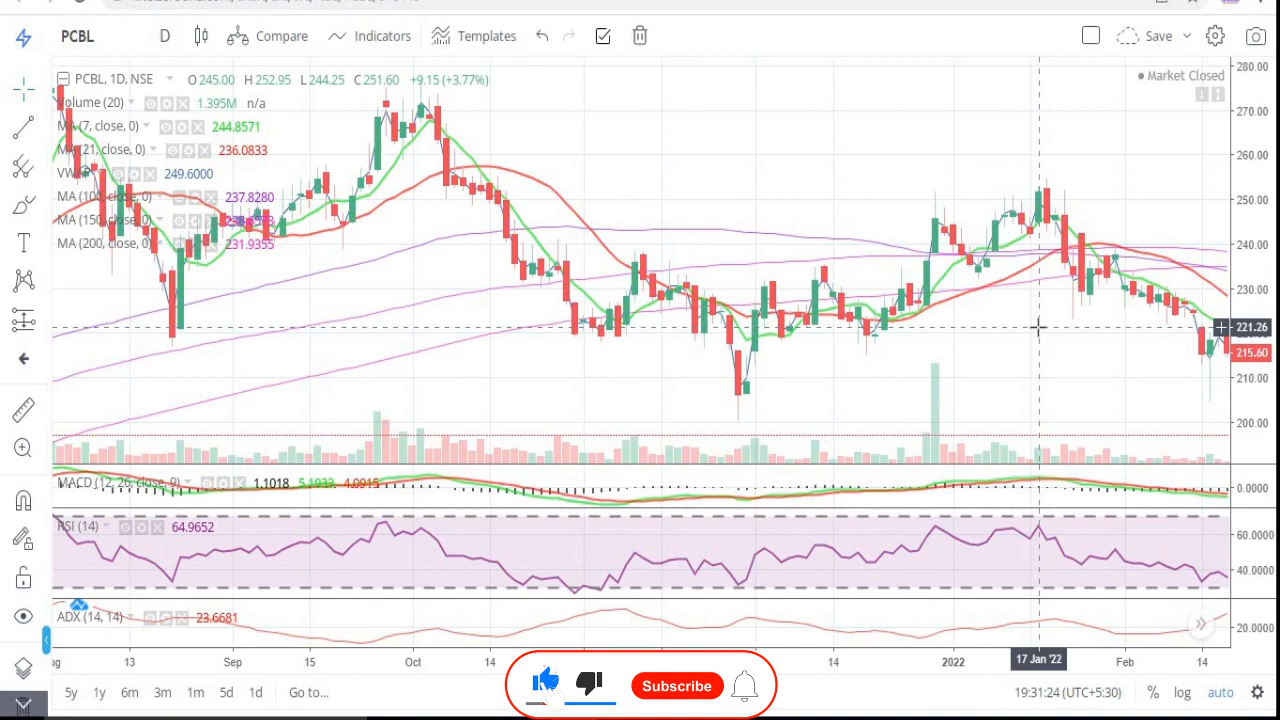 PCBL D Compare Indicators Templates Save
PCBL, 1D, NSE O 245.00 H 252.95 L 244.25 C 251.60 +9.15 (+3.77%)
Market Closed
Volume (20) 1.395M n/a
MA (7, close, 0) 244.8571
MA (21, close, 0) 236.0833
249.6000
MA (100, close, 0) 237.8280
MA (150, close, 0)
MA (200, close, 0) 231.9355
280.00
270.00
260.00
250.00
240.00
230.00
221.26
215.60
210.00
200.00
MACD (12, 26, close, 9) 1.1018 5.1933 4.0915
0.0000
RSI (14) 64.9652
60.0000
40.0000
ADX (14, 14) 23.6681
20.0000
13 Sep 15 Oct 14 14 2022 17 Jan '22 Feb 14
5y 1y 6m 3m 1m 5d 1d Go to... 19:31:24 (UTC+5:30) % log auto
Subscribe